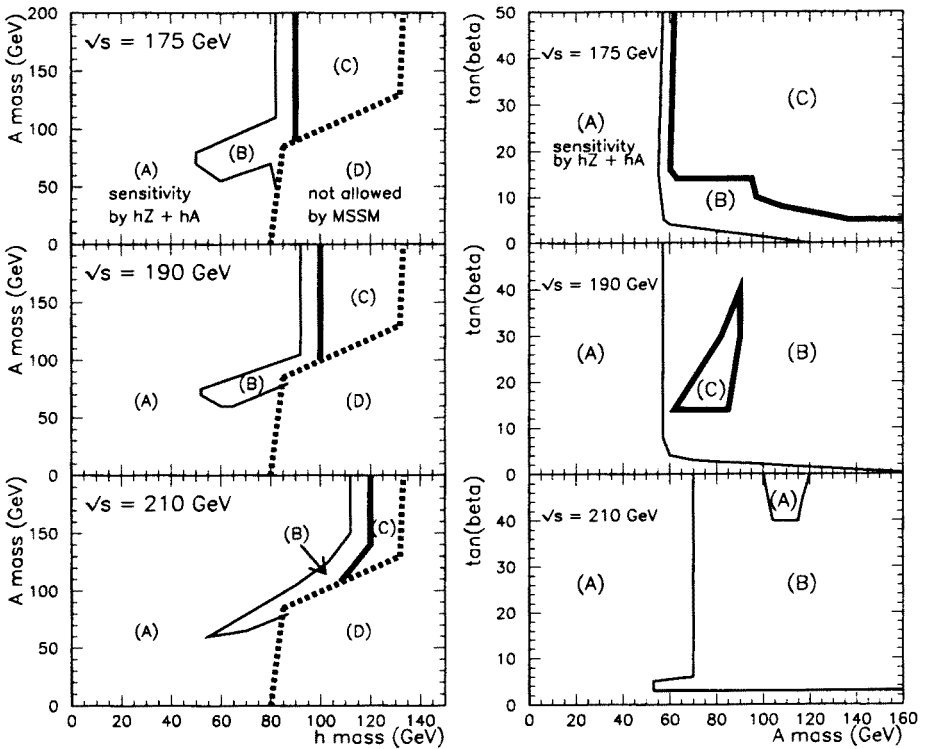 A mass (GeV)
200
150
100
50
0
√s = 175 GeV
(C)
(B)
(A)
sensitivity
by hZ + hA
(D)
not allowed
by MSSM
A mass (GeV)
150
100
50
0
√s = 190 GeV
(C)
(B)
(A)
(D)
A mass (GeV)
150
100
50
0
√s = 210 GeV
(B)
(C)
(A)
(D)
0 20 40 60 80 100 120 140
h mass (GeV)
tan(beta)
50
40
30
20
10
0
√s = 175 GeV
(C)
(A)
sensitivity
by hZ + hA
(B)
tan(beta)
40
30
20
10
0
√s = 190 GeV
(A)
(B)
(C)
tan(beta)
40
30
20
10
0
√s = 210 GeV
(A)
(A)
(B)
0 20 40 60 80 100 120 140 160
A mass (GeV)